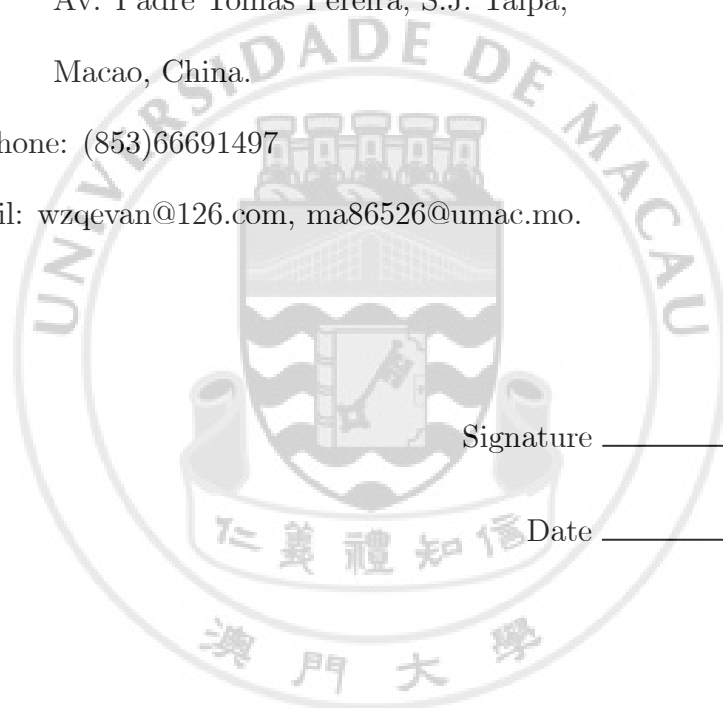 Av. Padre Tomás Pereira, S.J. Taipa,
Macao, China.
hone: (853)66691497
il: wzqevan@126.com, ma86526@umac.mo.
Signature
Date
UNIVERSIDADE DE MACAU
仁義禮知信
澳門大學